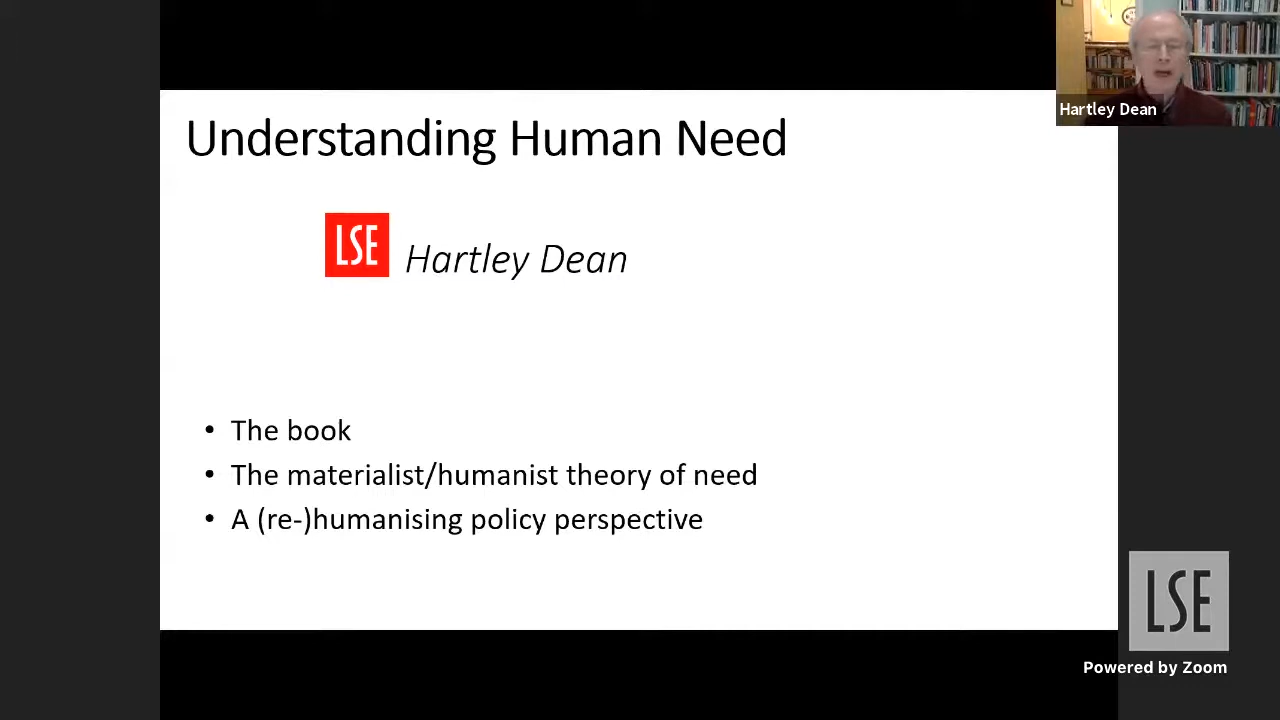 Understanding Human Need
LSE
Hartley Dean
• The book
• The materialist/humanist theory of need
• A (re-)humanising policy perspective
Hartley Dean
LSE
Powered by Zoom